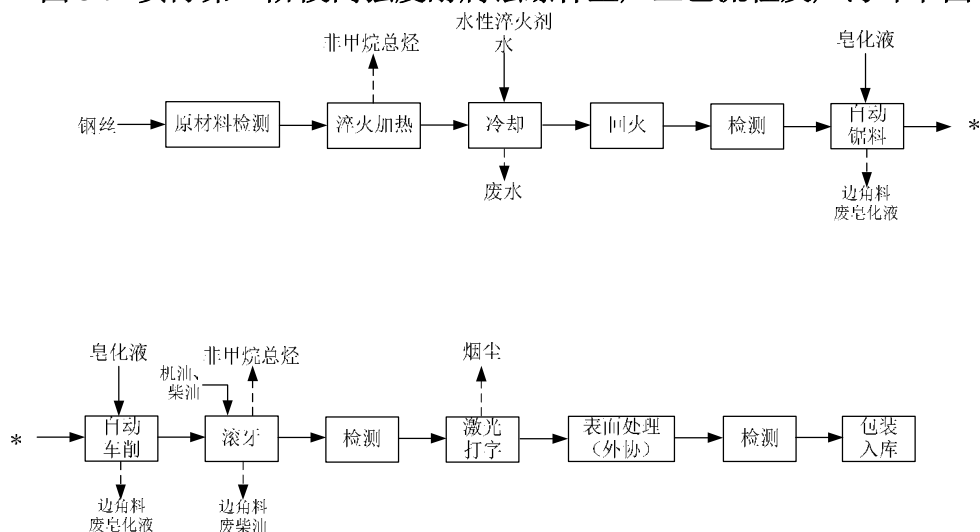 非甲烷总烃
水性淬火剂
水
皂化液
钢丝
原材料检测
淬火加热
冷却
回火
检测
自动
锯料
*
废水
边角料
废皂化液
皂化液
机油、
柴油
非甲烷总烃
烟尘
*
自动
车削
滚牙
检测
激光
打字
表面处理
（外协）
检测
包装
入库
边角料
废皂化液
边角料
废柴油